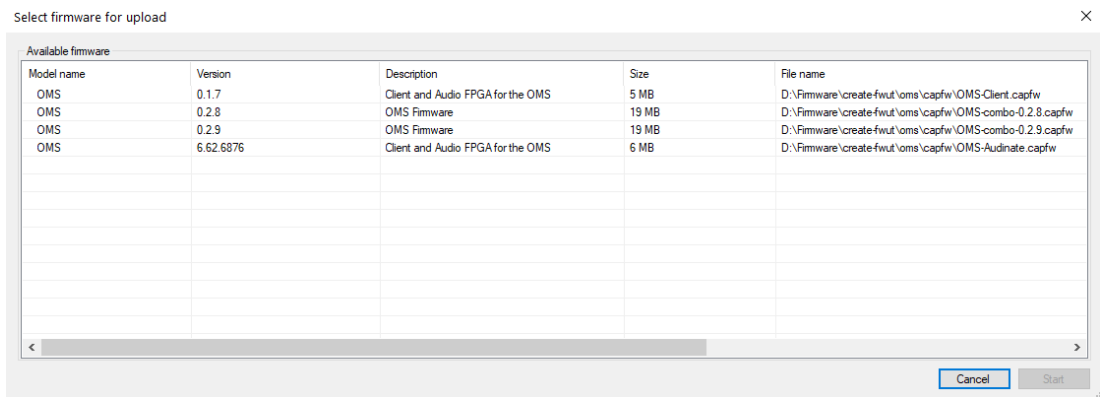 Select firmware for upload
Available firmware
Model name Version Description Size File name
OMS 0.1.7 Client and Audio FPGA for the OMS 5 MB D:\Firmware\create-fwut\oms\capfw\OMS-Client.capfw
OMS 0.2.8 OMS Firmware 19 MB D:\Firmware\create-fwut\oms\capfw\OMS-combo-0.2.8.capfw
OMS 0.2.9 OMS Firmware 19 MB D:\Firmware\create-fwut\oms\capfw\OMS-combo-0.2.9.capfw
OMS 6.62.6876 Client and Audio FPGA for the OMS 6 MB D:\Firmware\create-fwut\oms\capfw\OMS-Audinate.capfw
Cancel Start